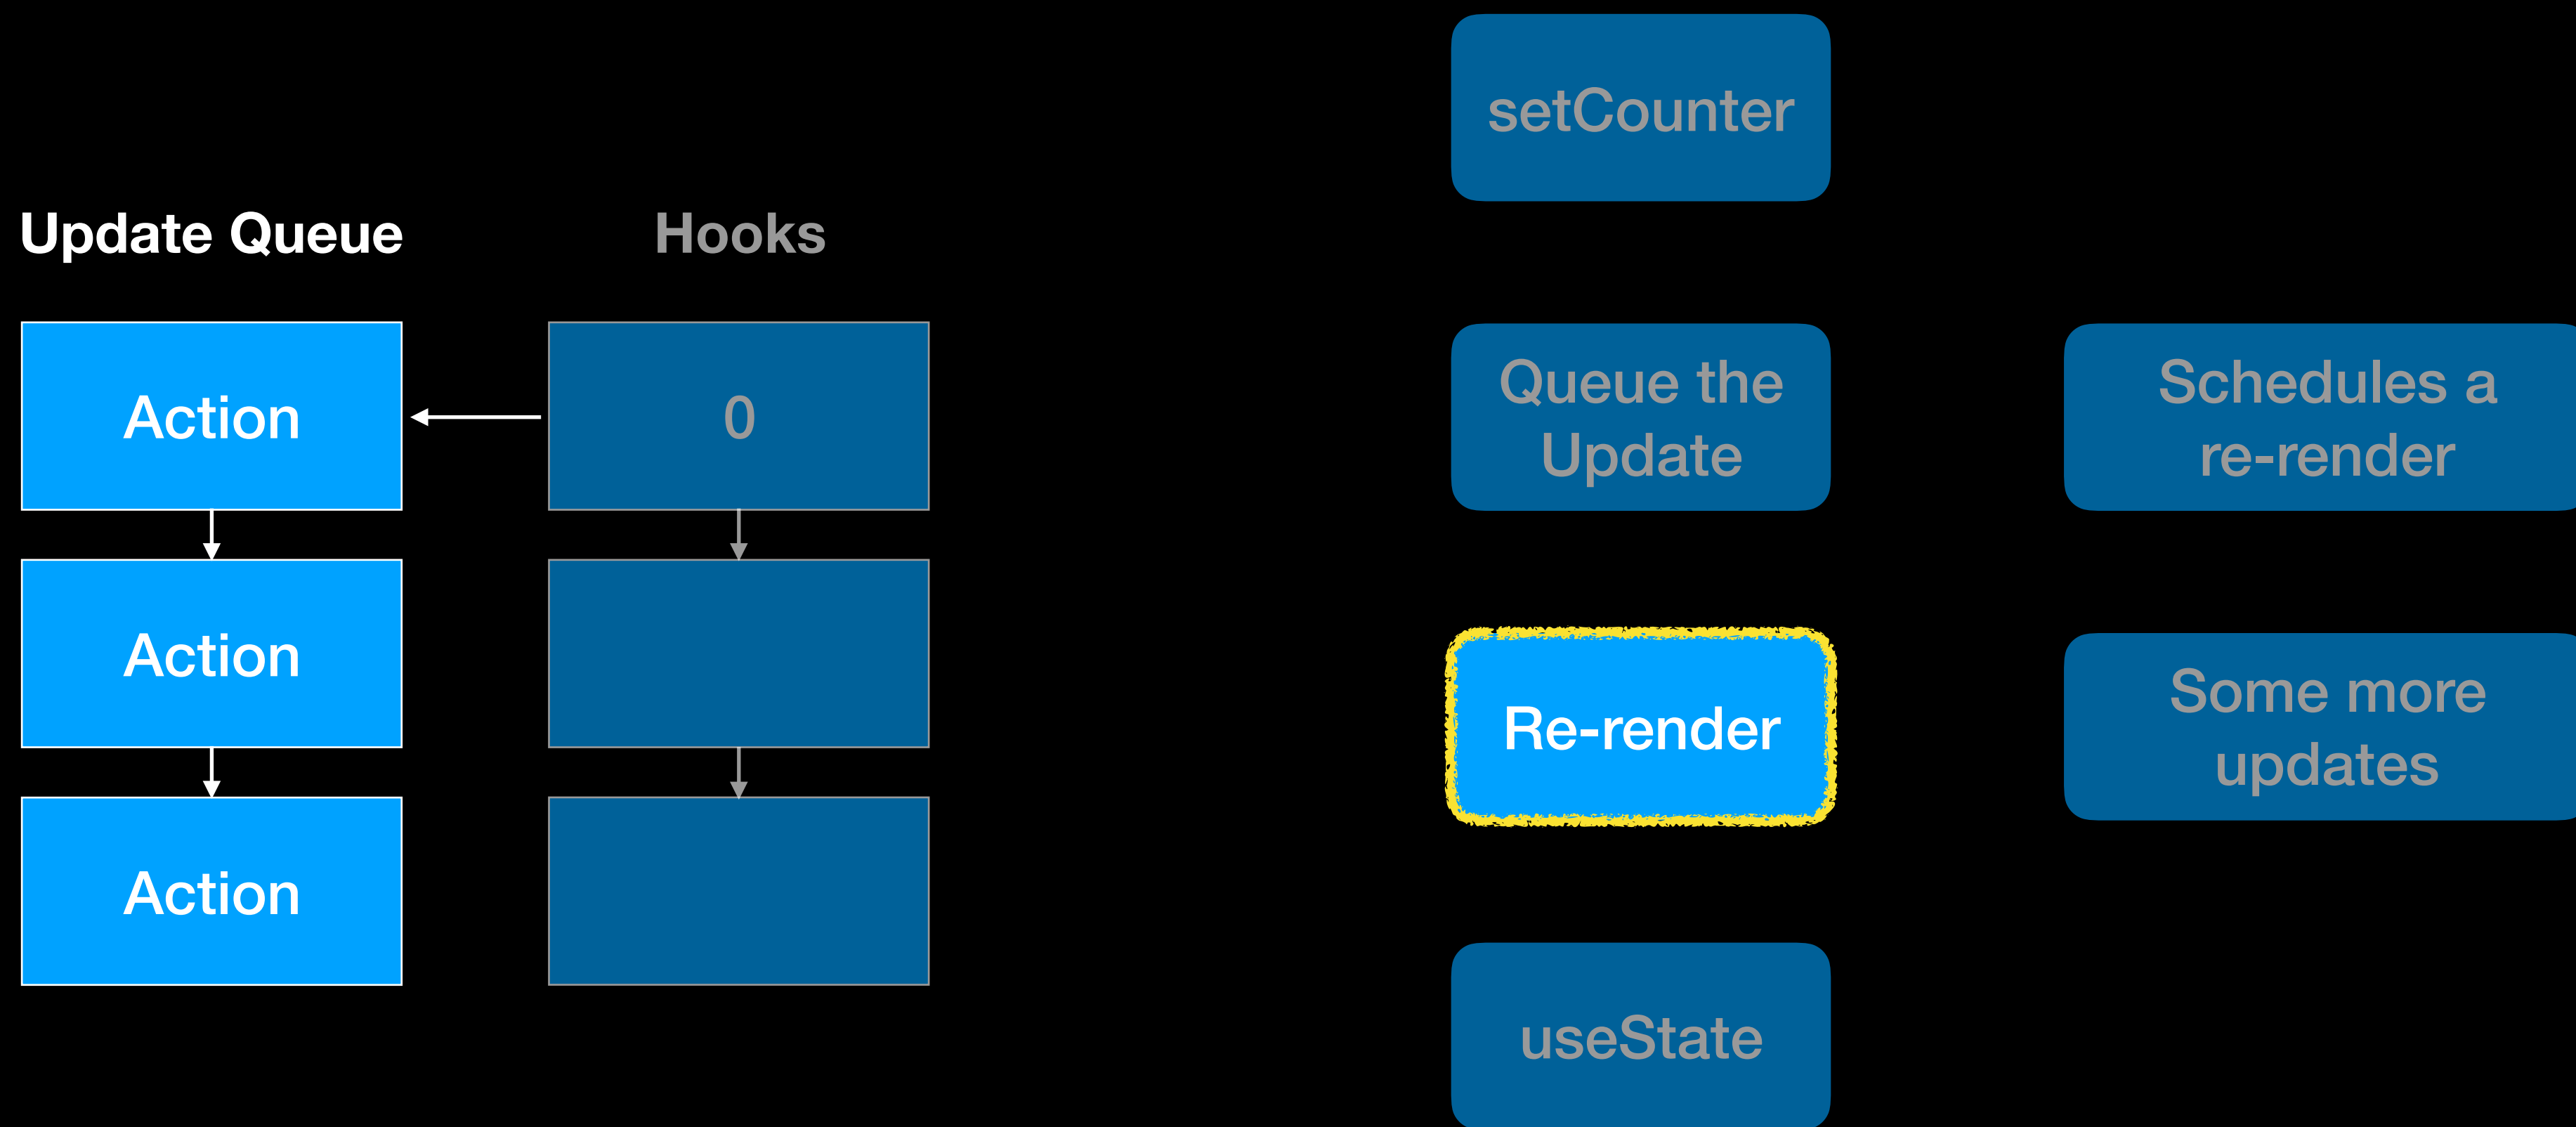 setCounter
Update Queue
Hooks
Action
0
Queue the
Update
Schedules a
re-render
Action
Re-render
Some more
updates
Action
useState